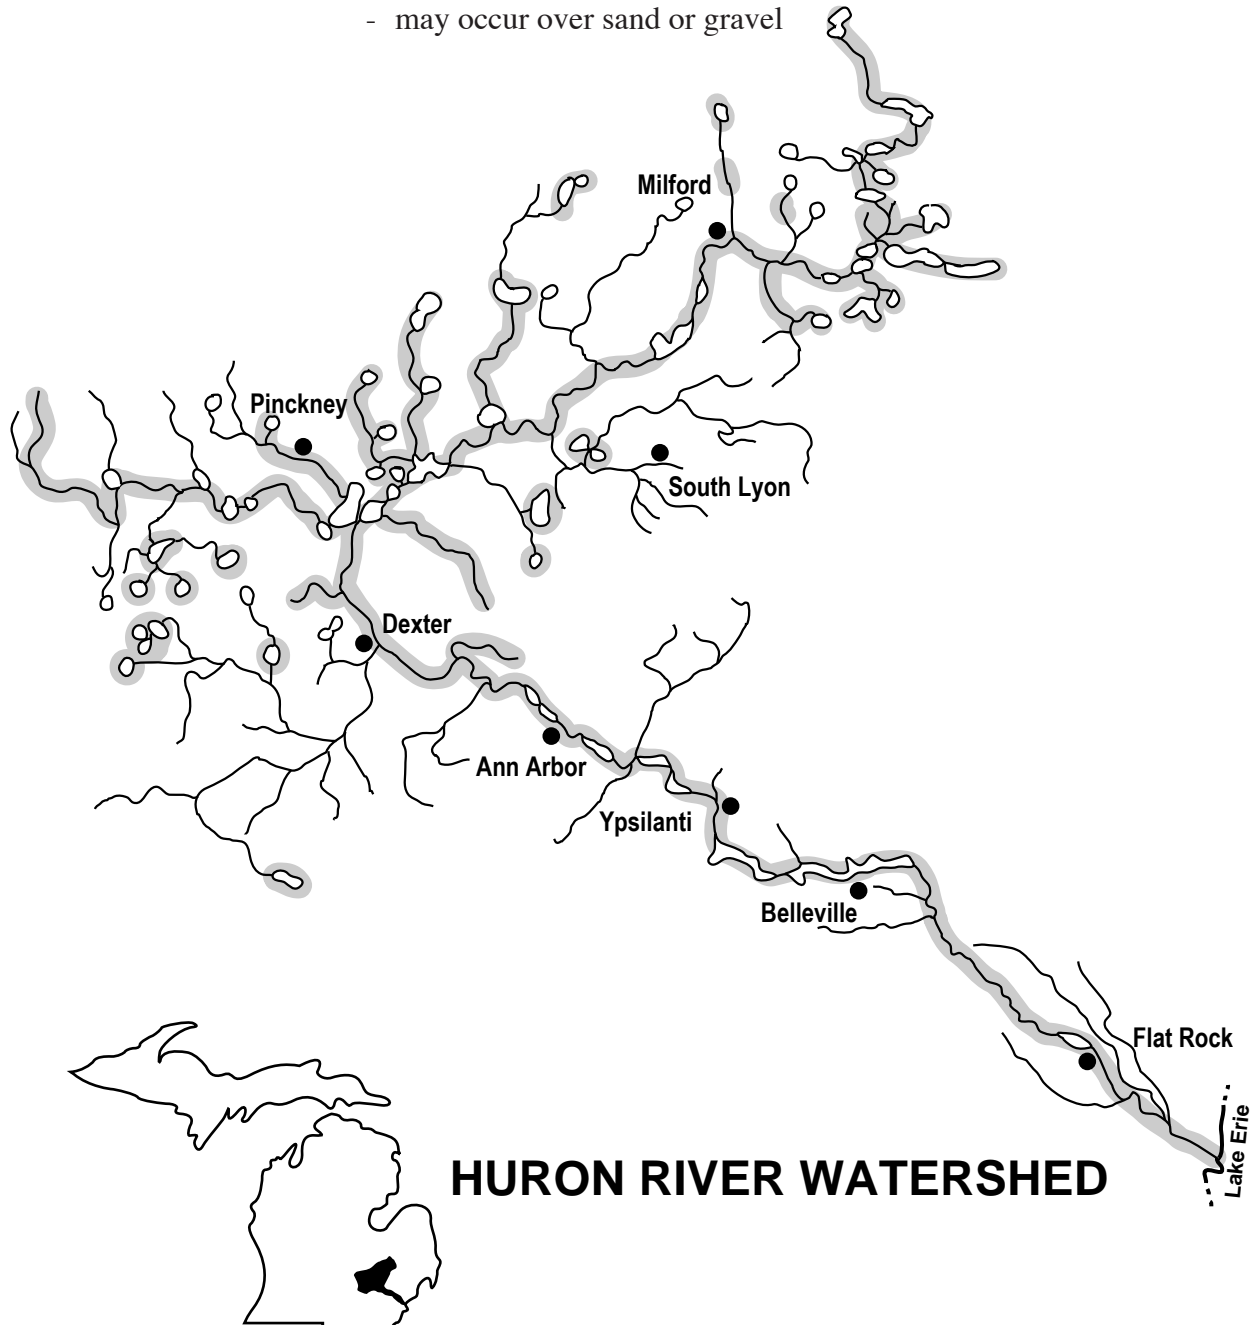 - may occur over sand or gravel
Milford
Pinckney
South Lyon
Dexter
Ann Arbor
Ypsilanti
Belleville
Flat Rock
Lake Erie
HURON RIVER WATERSHED